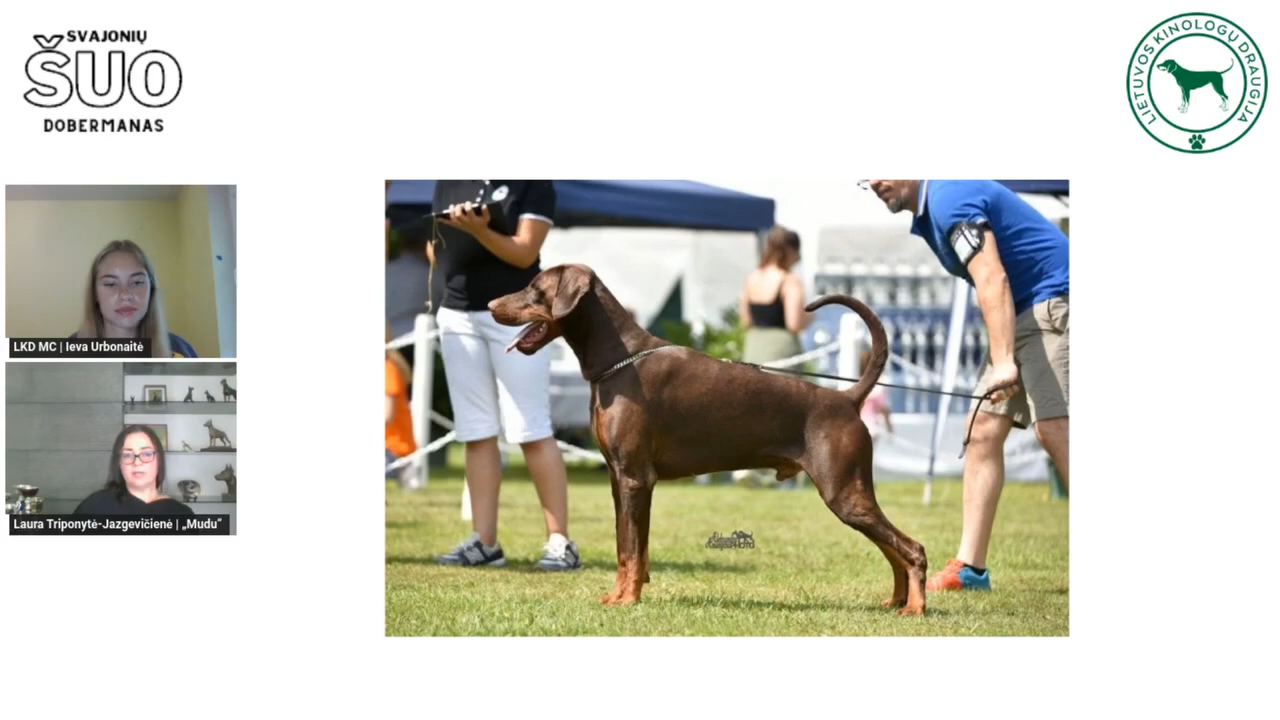 SVAJONIŲ
ŠUO
DOBERMANAS
LIETUVOS KINOLOGŲ DRAUGIJA
LKD MC | Ieva Urbonaitė
Laura Triponytė-Jazgevičienė | „Mudu“